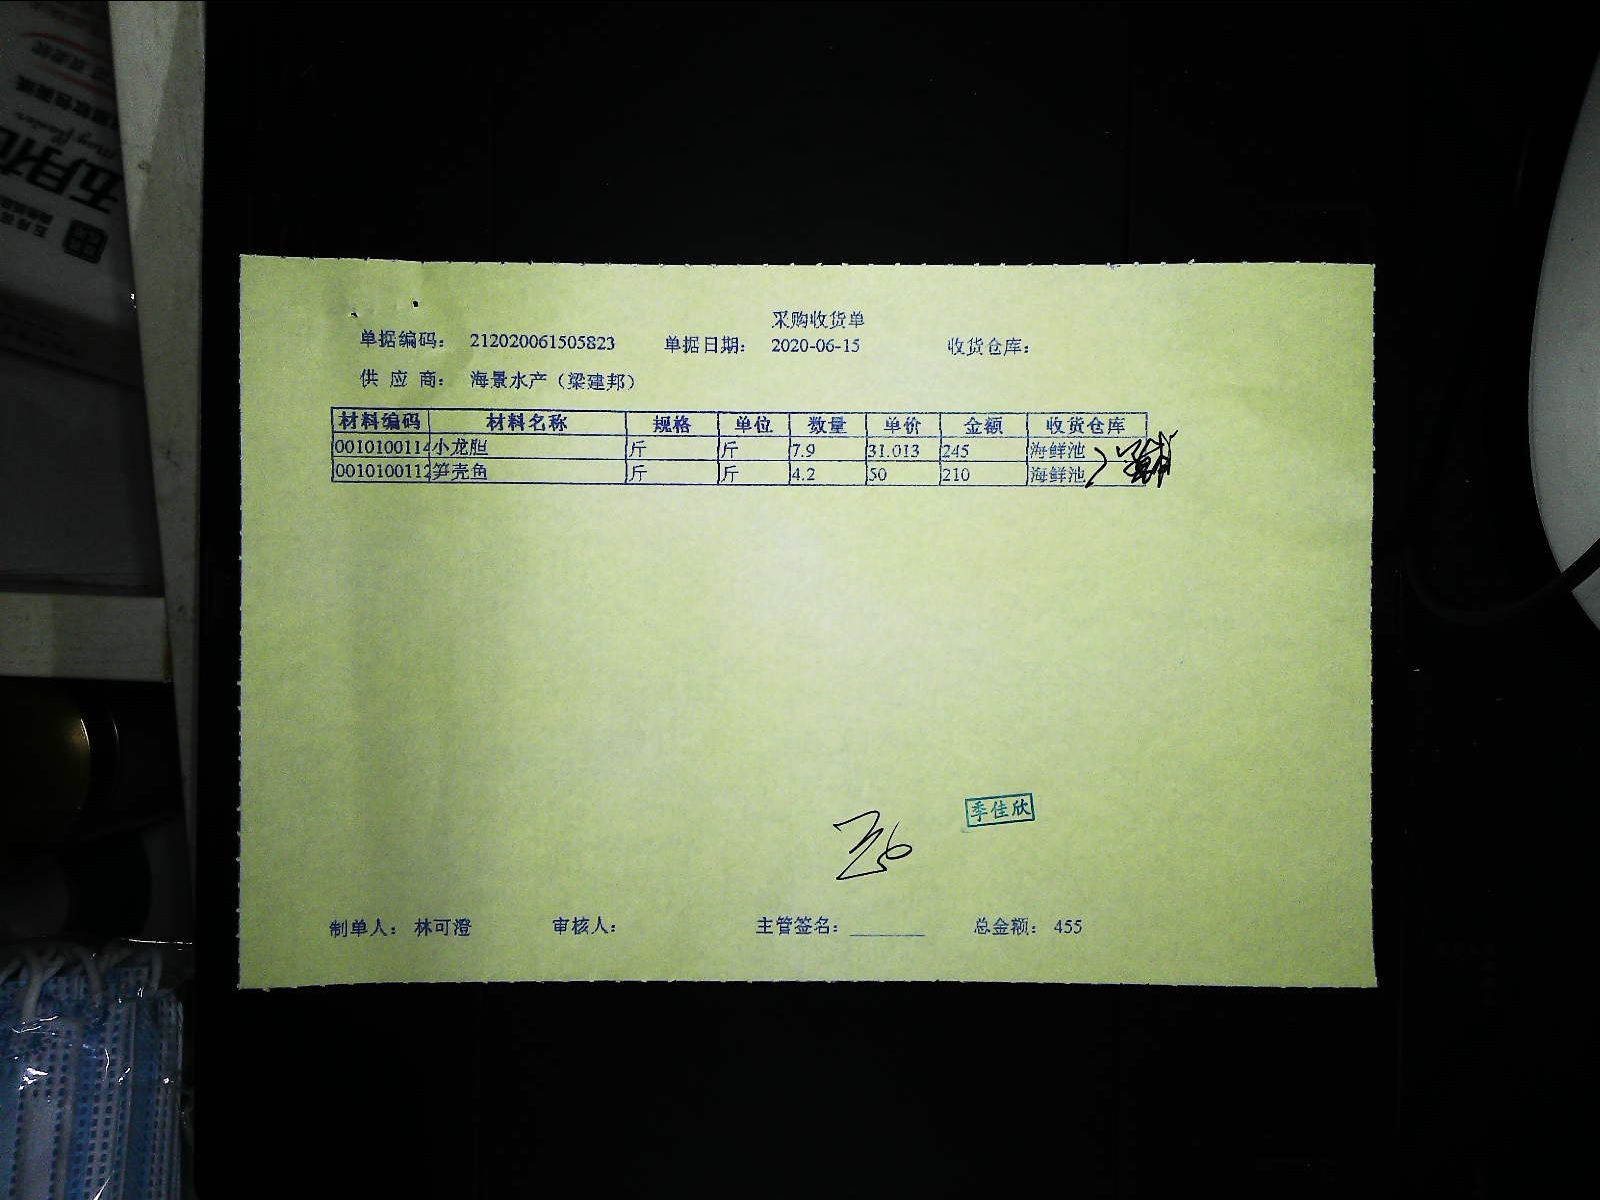 采购收货单
单据编码： 212020061505823 单据日期： 2020-06-15 收货仓库：
供 应 商： 海景水产（梁建邦）
材料编码 材料名称 规格 单位 数量 单价 金额 收货仓库
0010100114 小龙胆 斤 斤 7.9 31.013 245 海鲜池
0010100112 笋壳鱼 斤 斤 4.2 50 210 海鲜池
季佳欣
制单人： 林可澄 审核人： 主管签名： 总金额： 455
五月花